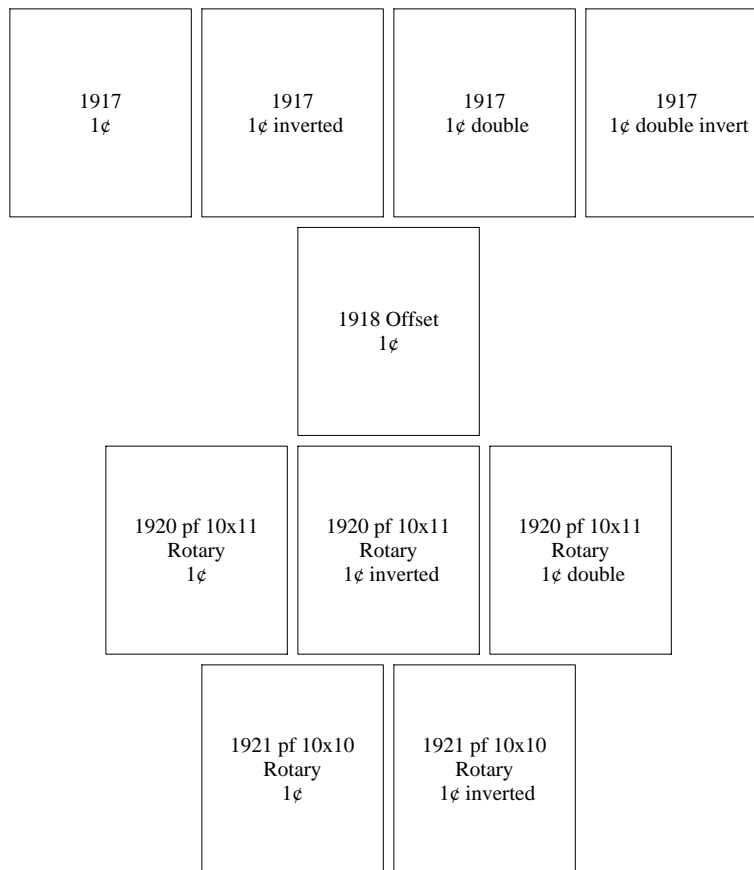 1917
1¢
1917
1¢ inverted
1917
1¢ double
1917
1¢ double invert
1918 Offset
1¢
1920 pf 10x11
Rotary
1¢
1920 pf 10x11
Rotary
1¢ inverted
1920 pf 10x11
Rotary
1¢ double
1921 pf 10x10
Rotary
1¢
1921 pf 10x10
Rotary
1¢ inverted